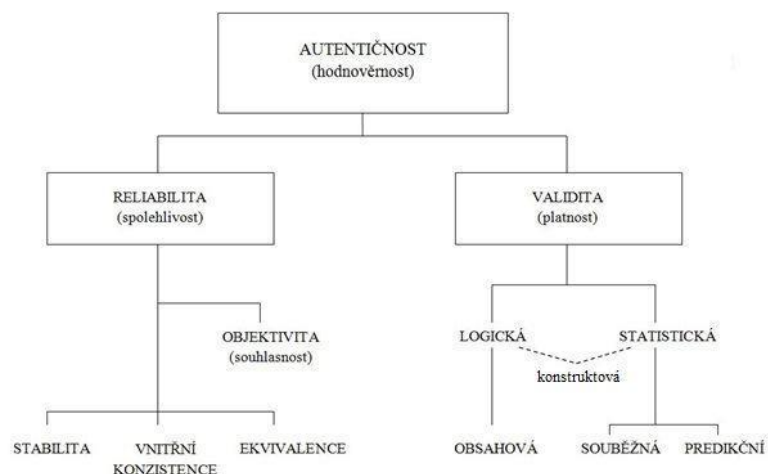 AUTENTIČNOST
(hodnověrnost)
RELIABILITA
(spolehlivost)
VALIDITA
(platnost)
OBJEKTIVITA
(souhlasnost)
LOGICKÁ
STATISTICKÁ
konstruktová
STABILITA
VNITŘNÍ
KONZISTENCE
EKVIVALENCE
OBSAHOVÁ
SOUBĚŽNÁ
PREDIKČNÍ